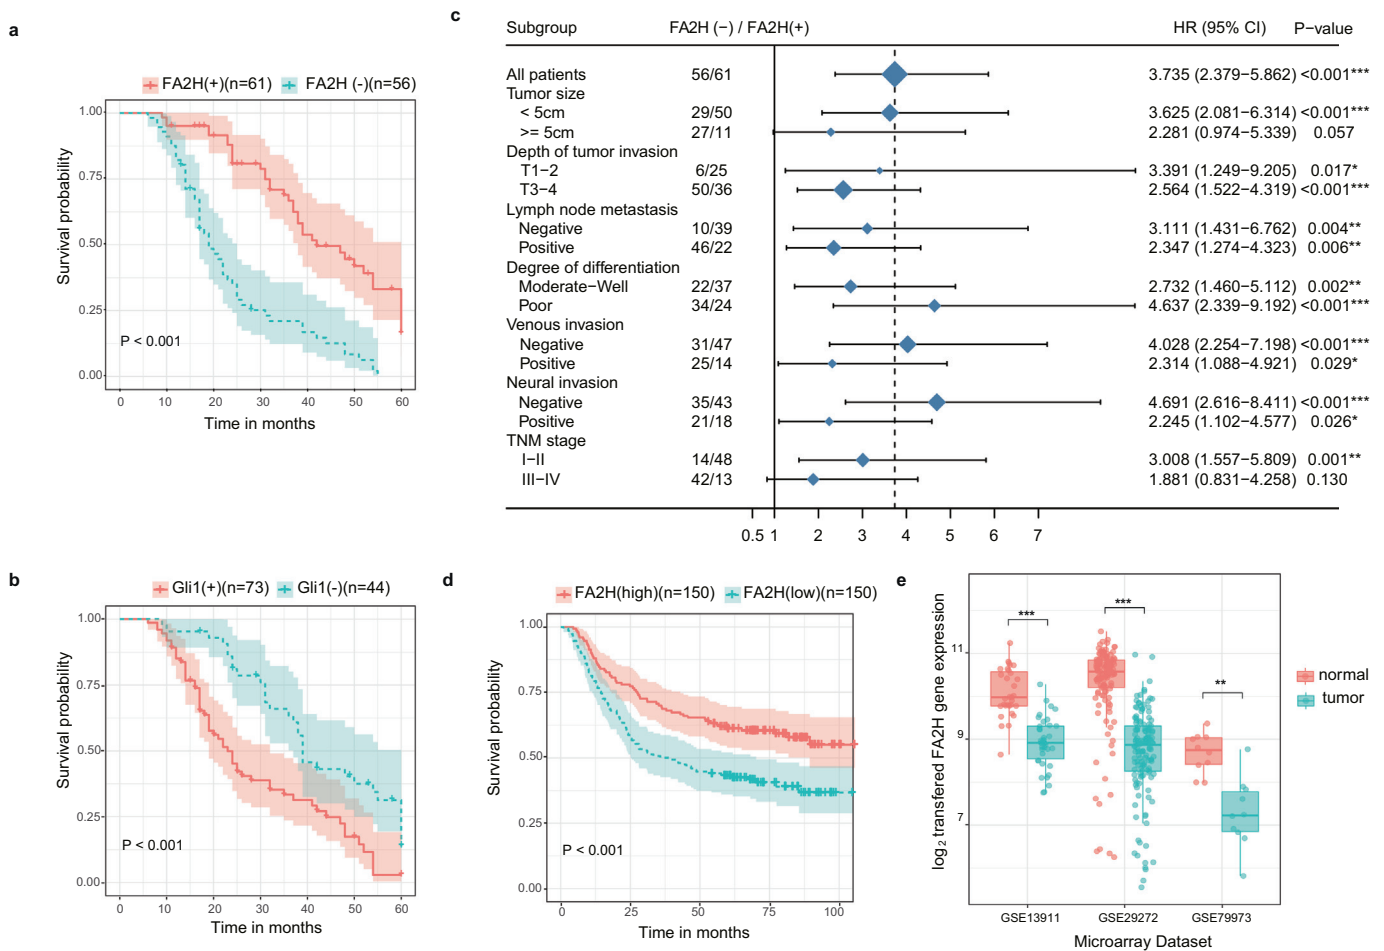 a
FA2H(+)(n=61) FA2H (-)(n=56)
Survival probability
1.00
0.75
0.50
0.25
0.00
P < 0.001
0 10 20 30 40 50 60
Time in months
c
Subgroup FA2H (−) / FA2H(+) HR (95% CI) P−value
All patients 56/61 3.735 (2.379−5.862) <0.001***
Tumor size
< 5cm 29/50 3.625 (2.081−6.314) <0.001***
>= 5cm 27/11 2.281 (0.974−5.339) 0.057
Depth of tumor invasion
T1−2 6/25 3.391 (1.249−9.205) 0.017*
T3−4 50/36 2.564 (1.522−4.319) <0.001***
Lymph node metastasis
Negative 10/39 3.111 (1.431−6.762) 0.004**
Positive 46/22 2.347 (1.274−4.323) 0.006**
Degree of differentiation
Moderate−Well 22/37 2.732 (1.460−5.112) 0.002**
Poor 34/24 4.637 (2.339−9.192) <0.001***
Venous invasion
Negative 31/47 4.028 (2.254−7.198) <0.001***
Positive 25/14 2.314 (1.088−4.921) 0.029*
Neural invasion
Negative 35/43 4.691 (2.616−8.411) <0.001***
Positive 21/18 2.245 (1.102−4.577) 0.026*
TNM stage
I−II 14/48 3.008 (1.557−5.809) 0.001**
III−IV 42/13 1.881 (0.831−4.258) 0.130
0.5 1 2 3 4 5 6 7
b
Gli1(+)(n=73) Gli1(-)(n=44)
Survival probability
1.00
0.75
0.50
0.25
0.00
P < 0.001
0 10 20 30 40 50 60
Time in months
d
FA2H(high)(n=150) FA2H(low)(n=150)
Survival probability
1.00
0.75
0.50
0.25
0.00
P < 0.001
0 25 50 75 100
Time in months
e
log2 transfered FA2H gene expression
11
9
7
***
***
**
normal
tumor
GSE13911 GSE29272 GSE79973
Microarray Dataset